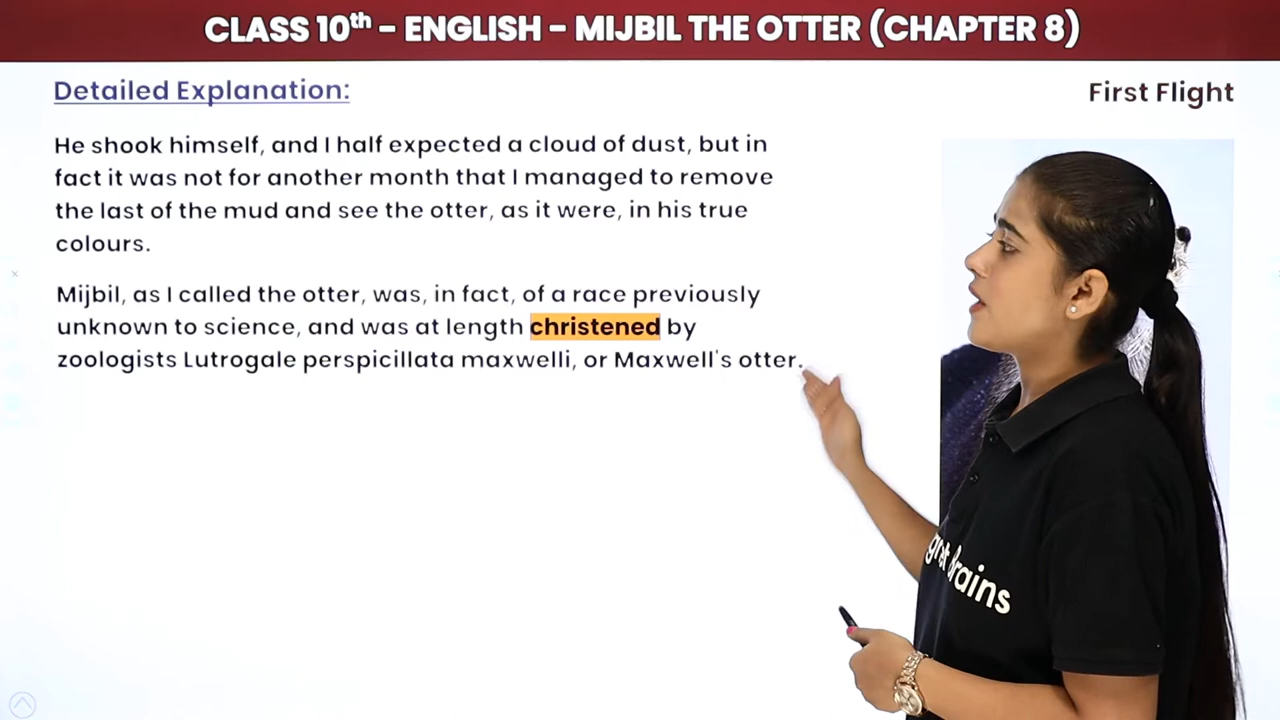 CLASS 10th - ENGLISH - MIJBIL THE OTTER (CHAPTER 8)
Detailed Explanation:
First Flight
He shook himself, and I half expected a cloud of dust, but in
fact it was not for another month that I managed to remove
the last of the mud and see the otter, as it were, in his true
colours.
Mijbil, as I called the otter, was, in fact, of a race previously
unknown to science, and was at length christened by
zoologists Lutrogale perspicillata maxwelli, or Maxwell's otter.
Brains